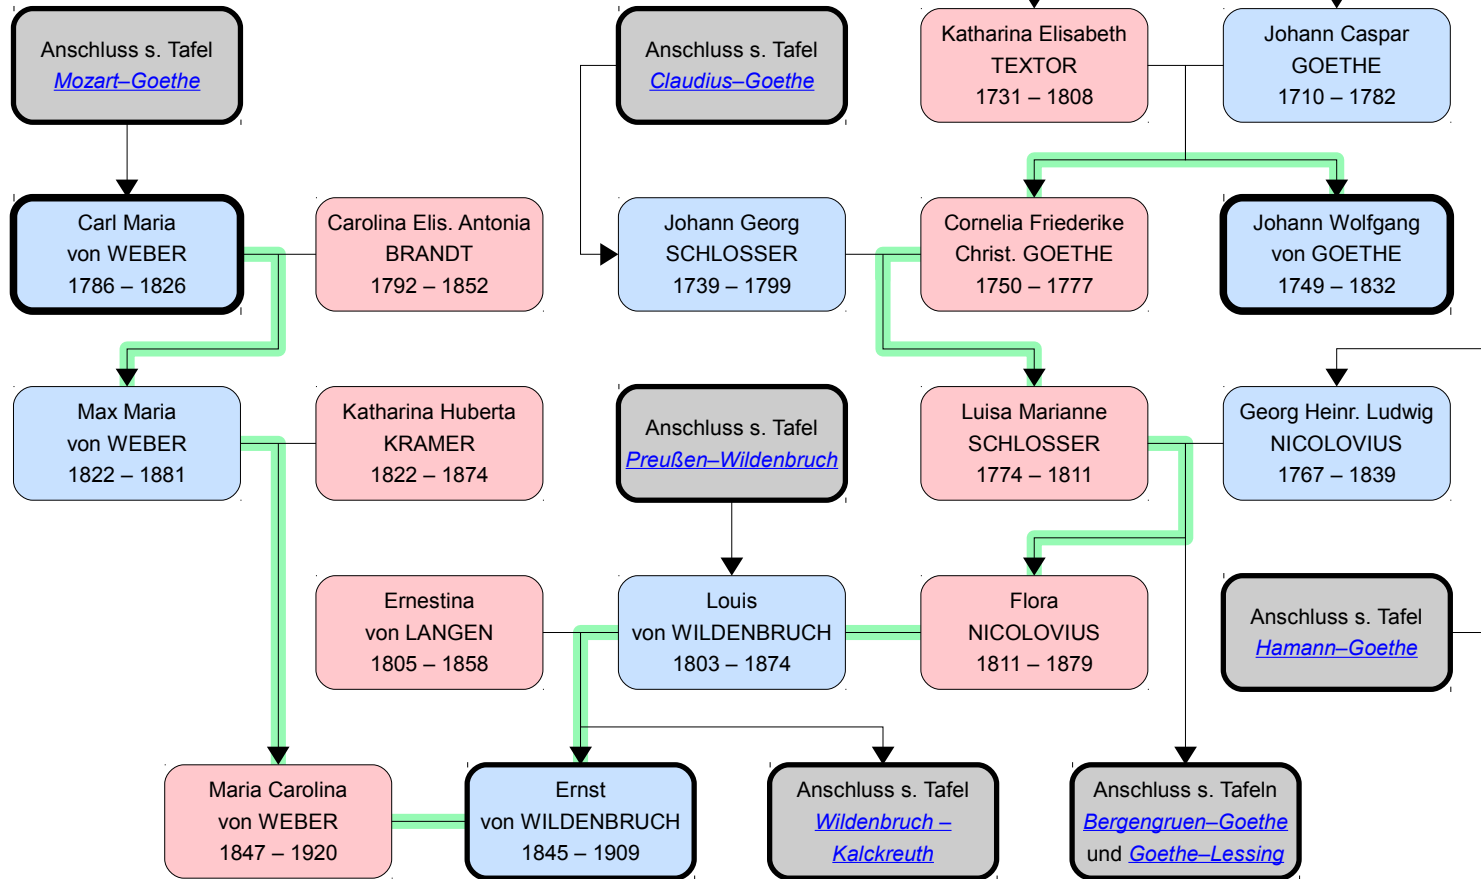 Anschluss s. Tafel
Mozart–Goethe
Anschluss s. Tafel
Claudius–Goethe
Katharina Elisabeth
TEXTOR
1731 – 1808
Johann Caspar
GOETHE
1710 – 1782
Carl Maria
von WEBER
1786 – 1826
Carolina Elis. Antonia
BRANDT
1792 – 1852
Johann Georg
SCHLOSSER
1739 – 1799
Cornelia Friederike
Christ. GOETHE
1750 – 1777
Johann Wolfgang
von GOETHE
1749 – 1832
Max Maria
von WEBER
1822 – 1881
Katharina Huberta
KRAMER
1822 – 1874
Anschluss s. Tafel
Preußen–Wildenbruch
Luisa Marianne
SCHLOSSER
1774 – 1811
Georg Heinr. Ludwig
NICOLOVIUS
1767 – 1839
Ernestina
von LANGEN
1805 – 1858
Louis
von WILDENBRUCH
1803 – 1874
Flora
NICOLOVIUS
1811 – 1879
Anschluss s. Tafel
Hamann–Goethe
Maria Carolina
von WEBER
1847 – 1920
Ernst
von WILDENBRUCH
1845 – 1909
Anschluss s. Tafel
Wildenbruch –
Kalckreuth
Anschluss s. Tafeln
Bergengruen–Goethe
und Goethe–Lessing